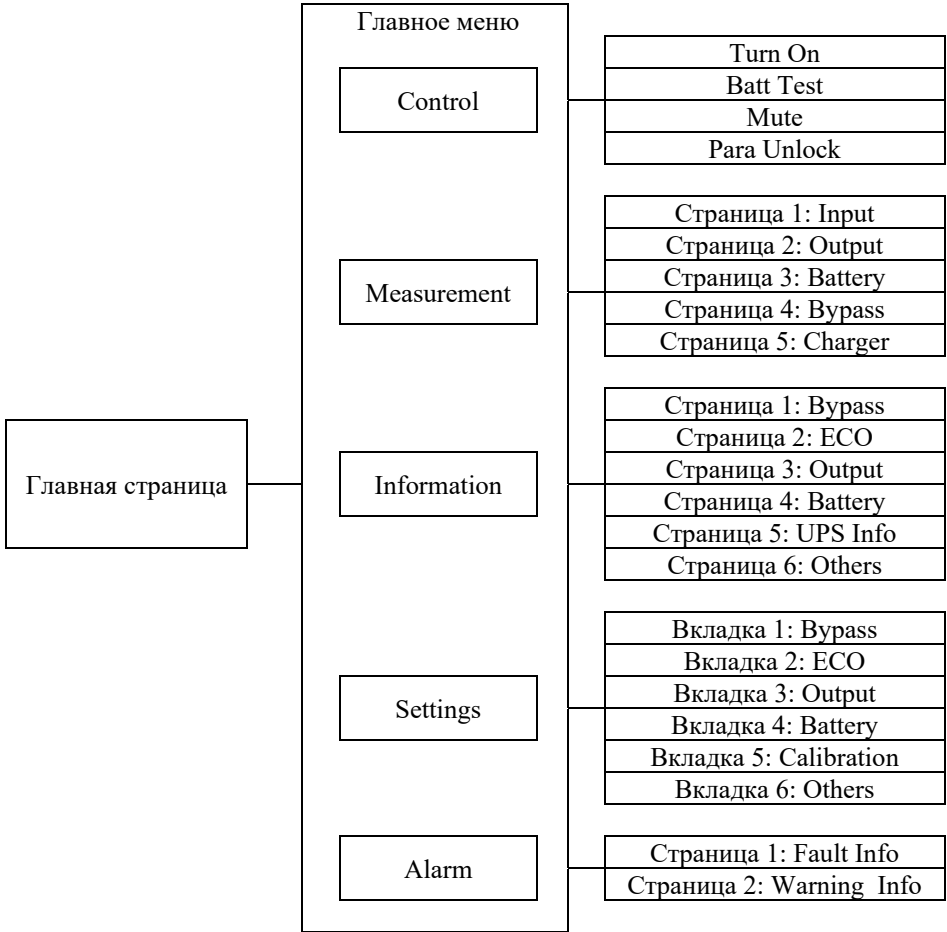 Главное меню
Control
Turn On
Batt Test
Mute
Para Unlock
Measurement
Страница 1: Input
Страница 2: Output
Страница 3: Battery
Страница 4: Bypass
Страница 5: Charger
Главная страница
Information
Страница 1: Bypass
Страница 2: ECO
Страница 3: Output
Страница 4: Battery
Страница 5: UPS Info
Страница 6: Others
Settings
Вкладка 1: Bypass
Вкладка 2: ECO
Вкладка 3: Output
Вкладка 4: Battery
Вкладка 5: Calibration
Вкладка 6: Others
Alarm
Страница 1: Fault Info
Страница 2: Warning  Info